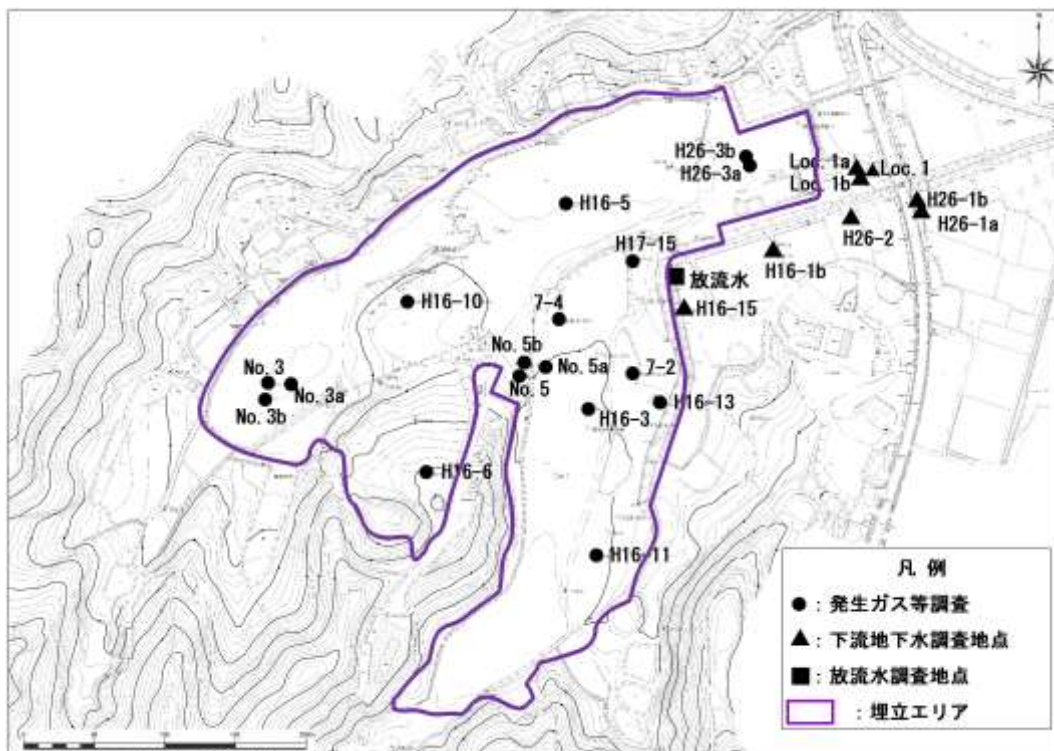 H26-3b
H26-3a
Loc.1a
Loc.1
Loc.1b
H26-1b
H26-1a
H26-2
H16-5
H17-15
H16-1b
放流水
H16-10
7-4
H16-15
No.5b
No.5a
No.5
7-2
No.3
No.3a
No.3b
H16-13
H16-3
H16-6
H16-11
凡 例
●：発生ガス等調査
▲：下流地下水調査地点
■：放流水調査地点
：埋立エリア